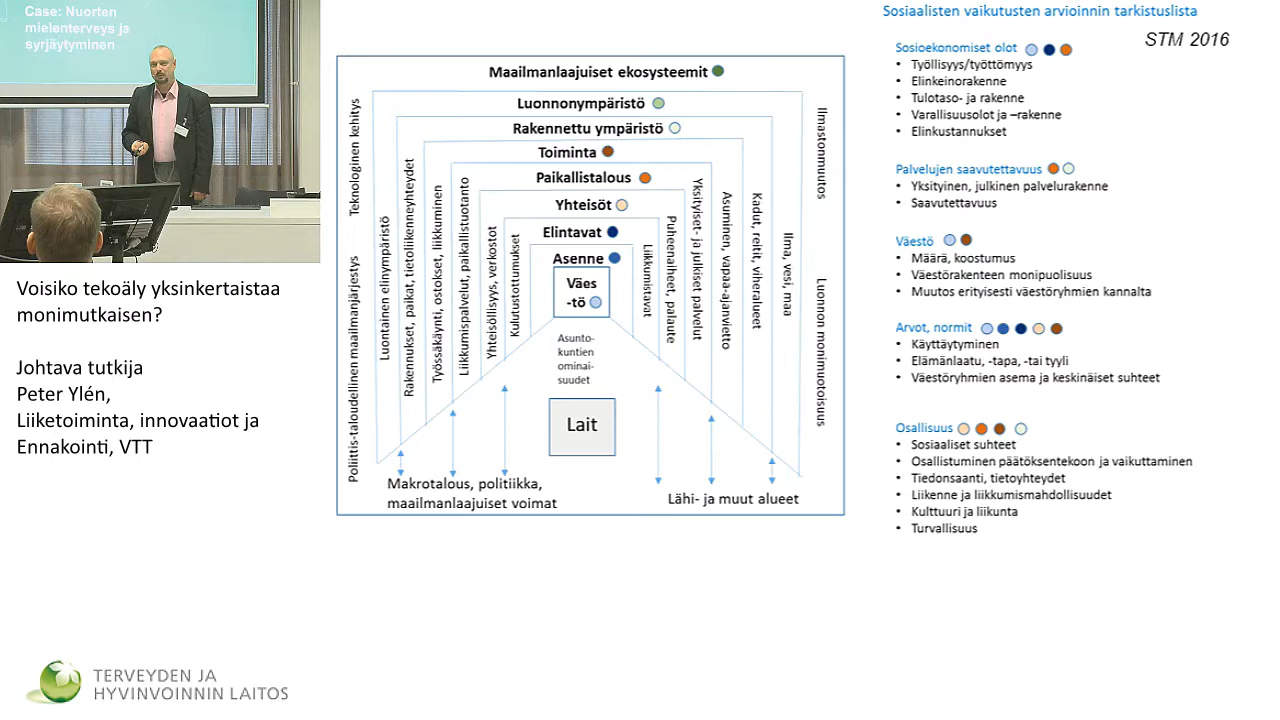 Case: Nuorten
mielenterveys ja
syrjäytyminen
Voisiko tekoäly yksinkertaistaa
monimutkaisen?
Johtava tutkija
Peter Ylén,
Liiketoiminta, innovaatiot ja
Ennakointi, VTT
TERVEYDEN JA
HYVINVOINNIN LAITOS
Maailmanlaajuiset ekosysteemit
Luonnonympäristö
Rakennettu ympäristö
Toiminta
Paikallistalous
Yhteisöt
Elintavat
Asenne
Väes
-tö
Asunto-
kuntien
ominai-
suudet
Lait
Teknologinen kehitys
Poliittis-taloudellinen maailmanjärjestys
Luontainen elinympäristö
Rakennukset, paikat, tietoliikenneyhteydet
Työssäkäynti, ostokset, liikkuminen
Liikkumispalvelut, paikallistuotanto
Yhteisöllisyys, verkostot
Kulutustottumukset
Liikkumistavat
Puheenaiheet, palaute
Yksityiset- ja julkiset palvelut
Asuminen, vapaa-ajanvietto
Kadut, reitit, viheralueet
Ilma, vesi, maa
Ilmastonmuutos
Luonnon monimuotoisuus
Makrotalous, politiikka,
maailmanlaajuiset voimat
Lähi- ja muut alueet
Sosiaalisten vaikutusten arvioinnin tarkistuslista
STM 2016
Sosioekonomiset olot
• Työllisyys/työttömyys
• Elinkeinorakenne
• Tulotaso- ja rakenne
• Varallisuusolot ja –rakenne
• Elinkustannukset
Palvelujen saavutettavuus
• Yksityinen, julkinen palvelurakenne
• Saavutettavuus
Väestö
• Määrä, koostumus
• Väestörakenteen monipuolisuus
• Muutos erityisesti väestöryhmien kannalta
Arvot, normit
• Käyttäytyminen
• Elämänlaatu, -tapa, -tai tyyli
• Väestöryhmien asema ja keskinäiset suhteet
Osallisuus
• Sosiaaliset suhteet
• Osallistuminen päätöksentekoon ja vaikuttaminen
• Tiedonsaanti, tietoyhteydet
• Liikenne ja liikkumismahdollisuudet
• Kulttuuri ja liikunta
• Turvallisuus